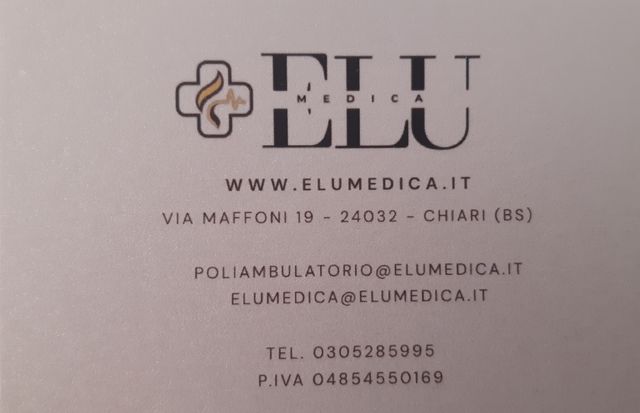 ELU
MEDICA
WWW.ELUMEDICA.IT
VIA MAFFONI 19 - 24032 - CHIARI (BS)
POLIAMBULATORIO@ELUMEDICA.IT
ELUMEDICA@ELUMEDICA.IT
TEL. 0305285995
P.IVA 04854550169